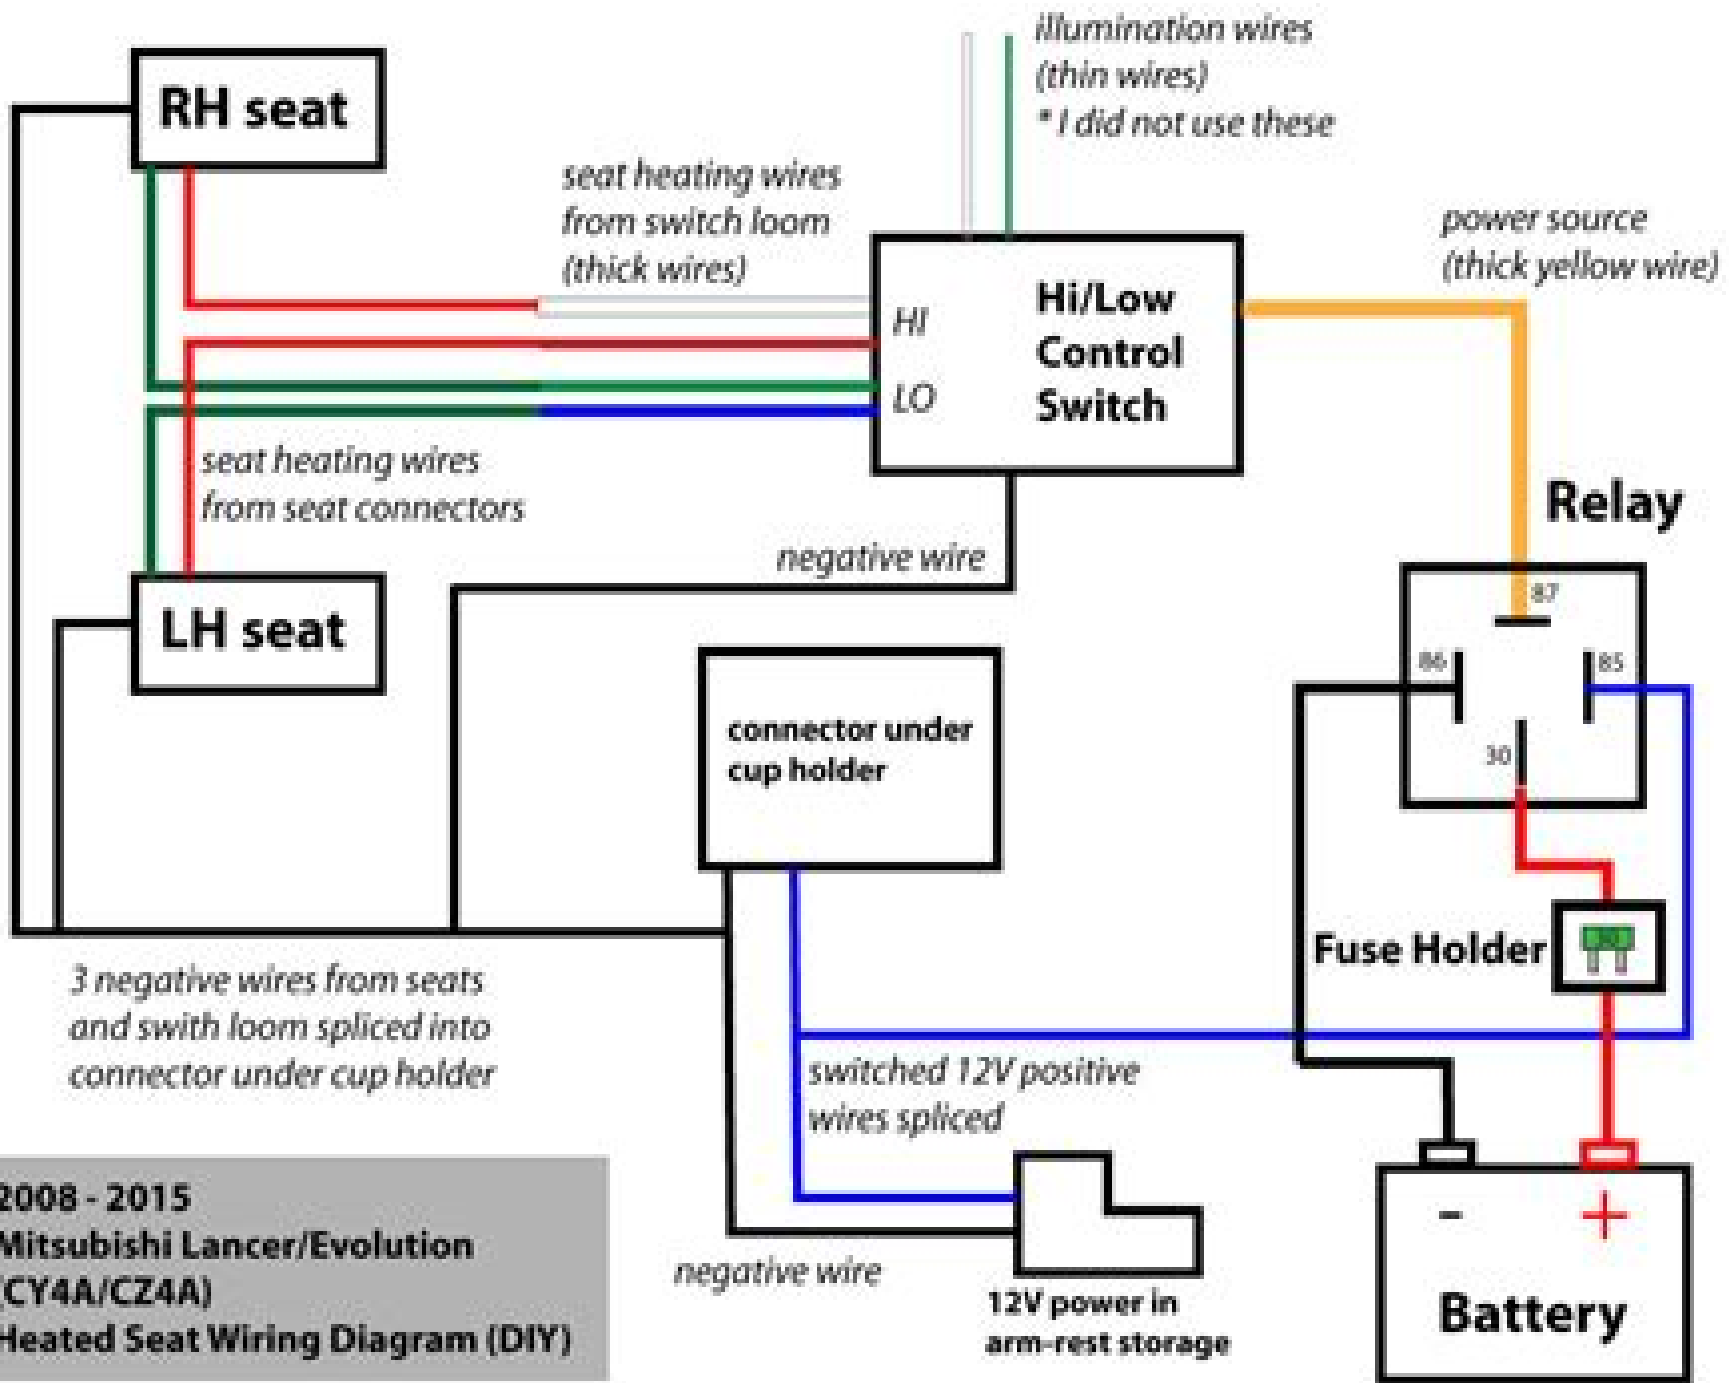 illumination wires
(thin wires)
* I did not use these
RH seat
seat heating wires
from switch loom
(thick wires)
power source
(thick yellow wire)
HI
LO
Hi/Low
Control
Switch
seat heating wires
from seat connectors
Relay
negative wire
87
86
85
30
LH seat
connector under
cup holder
Fuse Holder
3 negative wires from seats
and swith loom spliced into
connector under cup holder
switched 12V positive
wires spliced
2008 - 2015
Mitsubishi Lancer/Evolution
(CY4A/CZ4A)
Heated Seat Wiring Diagram (DIY)
negative wire
12V power in
arm-rest storage
- +
Battery